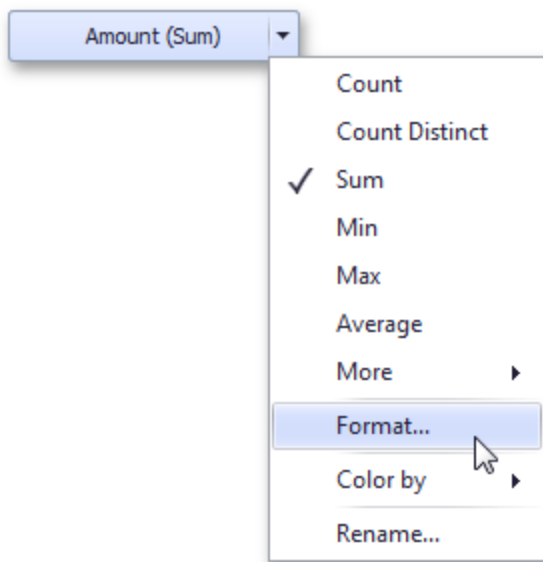 Amount (Sum)
Count
Count Distinct
Sum
Min
Max
Average
More
Format...
Color by
Rename...